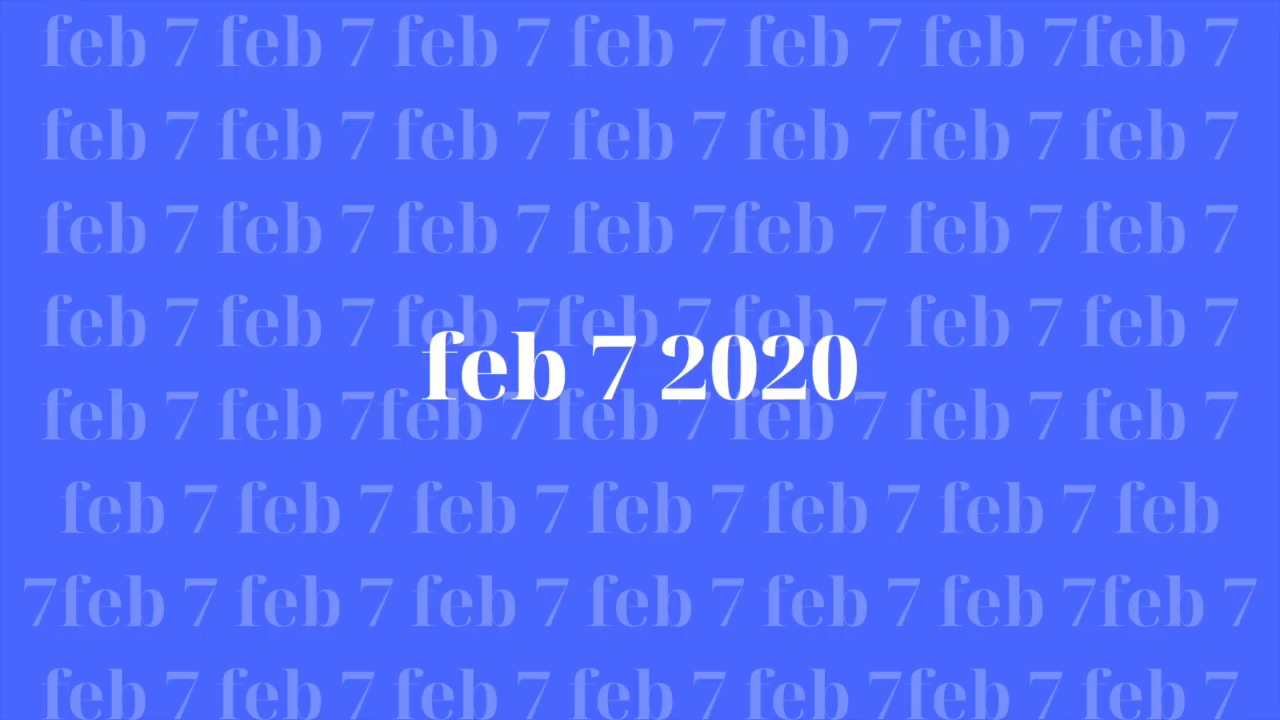 feb 7 feb 7 feb 7 feb 7 feb 7 feb 7feb 7
feb 7 feb 7 feb 7 feb 7 feb 7feb 7 feb 7
feb 7 feb 7 feb 7 feb 7feb 7 feb 7 feb 7
feb 7 feb 7 feb 7feb 7 feb 7 feb 7 feb 7
feb 7 2020
feb 7 feb 7feb 7 feb 7 feb 7 feb 7 feb 7
feb 7 feb 7 feb 7 feb 7 feb 7 feb 7 feb
7feb 7 feb 7 feb 7 feb 7 feb 7 feb 7feb 7
feb 7 feb 7 feb 7 feb 7 feb 7feb 7 feb 7